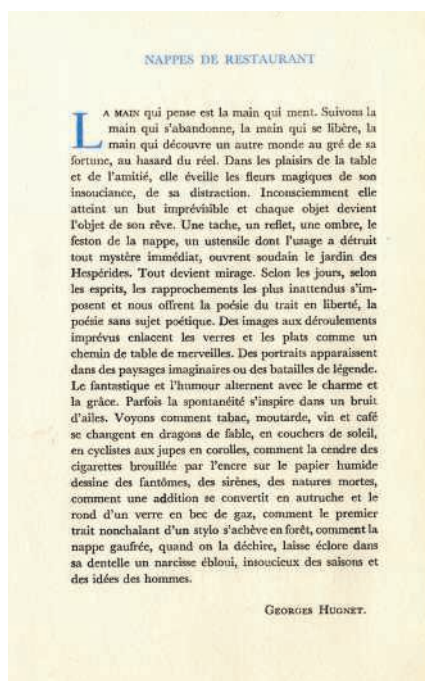 NAPPES DE RESTAURANT
LA MAIN qui pense est la main qui ment. Suivons la
main qui s'abandonne, la main qui se libère, la
main qui découvre un autre monde au gré de sa
fortune, au hasard du réel. Dans les plaisirs de la table
et de l'amitié, elle éveille les fleurs magiques de son
insouciance, de sa distraction. Inconsciemment elle
atteint un but imprévisible et chaque objet devient
l'objet de son rêve. Une tache, un reflet, une ombre, le
feston de la nappe, un ustensile dont l'usage a détruit
tout mystère immédiat, ouvrent soudain le jardin des
Hespérides. Tout devient mirage. Selon les jours, selon
les esprits, les rapprochements les plus inattendus s'im-
posent et nous offrent la poésie du trait en liberté, la
poésie sans sujet poétique. Des images aux déroulements
imprévus enlacent les verres et les plats comme un
chemin de table de merveilles. Des portraits apparaissent
dans des paysages imaginaires ou des batailles de légende.
Le fantastique et l'humour alternent avec le charme et
la grâce. Parfois la spontanéité s'inspire dans un bruit
d'ailes. Voyons comment tabac, moutarde, vin et café
se changent en dragons de fable, en couchers de soleil,
en cyclistes aux jupes en corolles, comment la cendre des
cigarettes brouillée par l'encre sur le papier humide
dessine des fantômes, des sirènes, des natures mortes,
comment une addition se convertit en autruche et le
rond d'un verre en bec de gaz, comment le premier
trait nonchalant d'un stylo s'achève en forêt, comment la
nappe gaufrée, quand on la déchire, laisse éclore dans
sa dentelle un narcisse ébloui, insoucieux des saisons et
des idées des hommes.
GEORGES HUGNET.